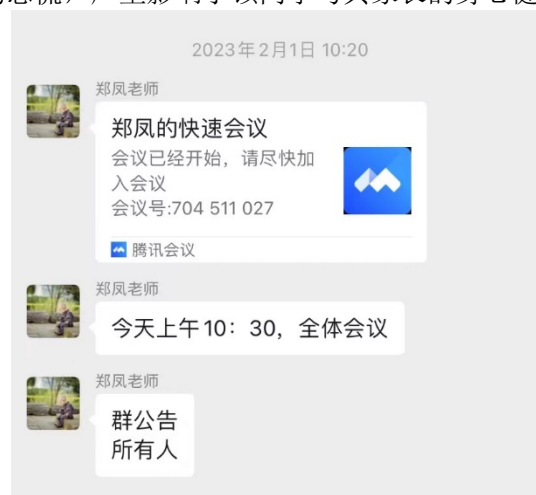 2023年2月1日 10:20
郑凤老师
郑凤的快速会议
会议已经开始，请尽快加
入会议
会议号:704 511 027
腾讯会议
郑凤老师
今天上午10：30，全体会议
郑凤老师
群公告
所有人